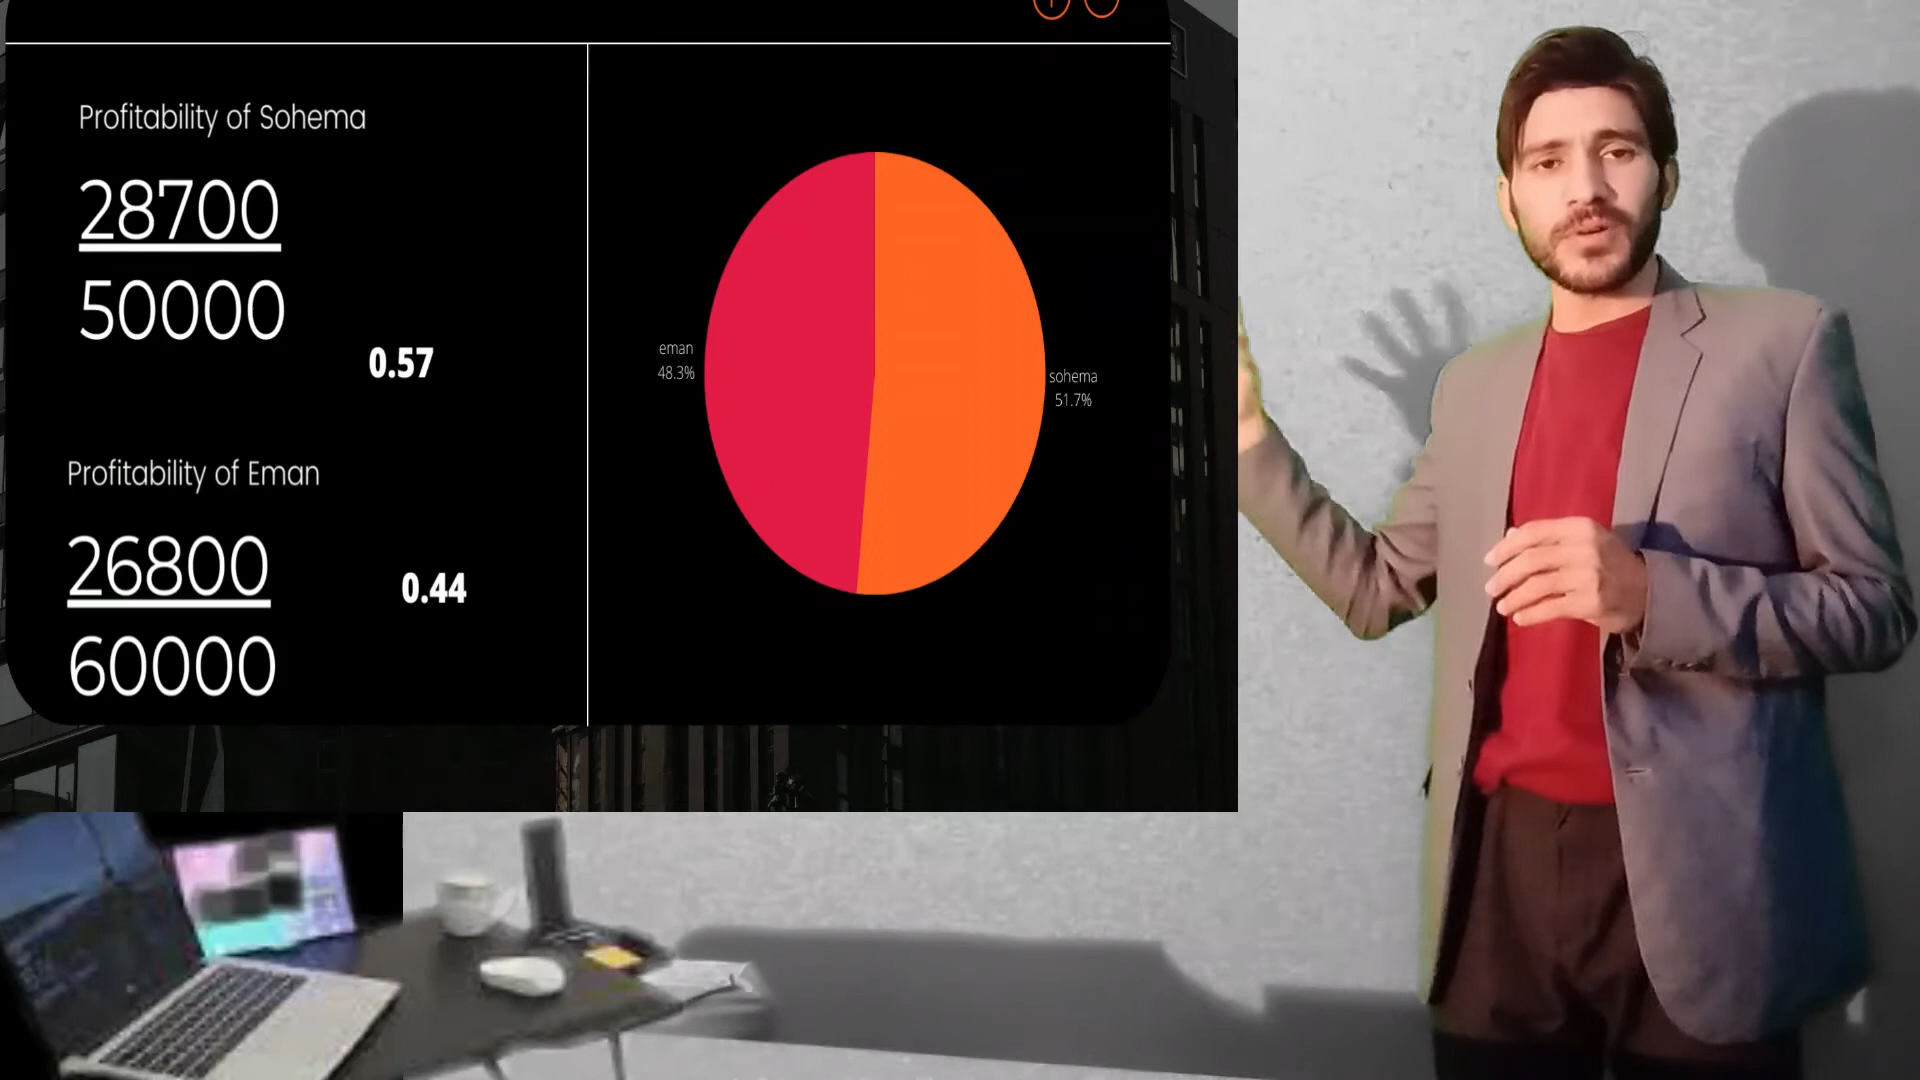 Profitability of Sohema
28700
50000
0.57
Profitability of Eman
26800
0.44
60000
eman
48.3%
sohema
51.7%